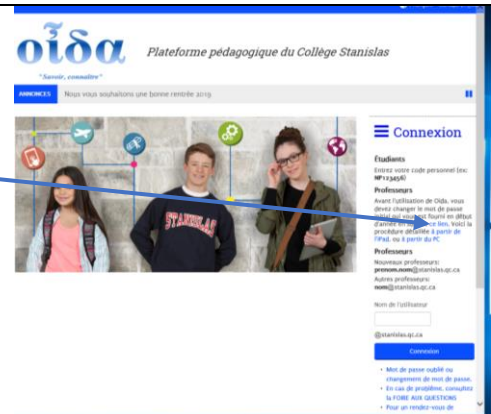 οἶδα
Plateforme pédagogique du Collège Stanislas
"Savoir, connaître"
ANNONCES Nous vous souhaitons une bonne rentrée 2019.
STANISLAS
Connexion
Étudiants
Entrez votre code personnel (ex:
NP123456)
Professeurs
Avant l'utilisation de Oïda, vous
devez changer le mot de passe
initial qui vous est fourni en début
d'année en ce lien. Voici la
procédure détaillée à partir de
l'iPad, ou à partir du PC
Professeurs
Nouveaux professeurs:
prenom.nom@stanislas.qc.ca
Autres professeurs:
nom@stanislas.qc.ca
Nom de l'utilisateur
@stanislas.qc.ca
Connexion
Mot de passe oublié ou
changement de mot de passe.
En cas de problème, consultez
la FOIRE AUX QUESTIONS
Pour un rendez-vous de